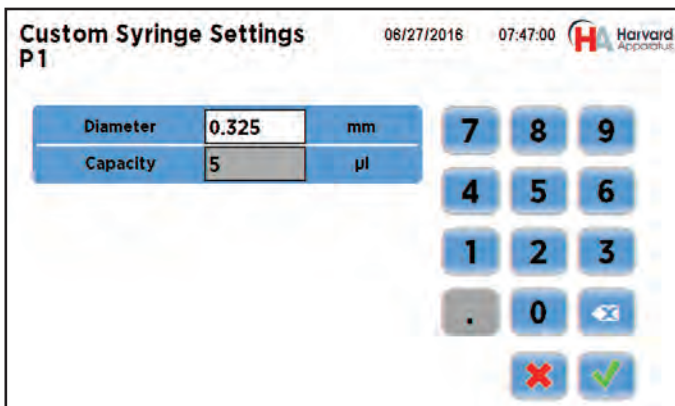 Custom Syringe Settings
P1
06/27/2016 07:47:00
HA Harvard
Apparatus
Diameter 0.325 mm
Capacity 5 µl
7 8 9
4 5 6
1 2 3
. 0